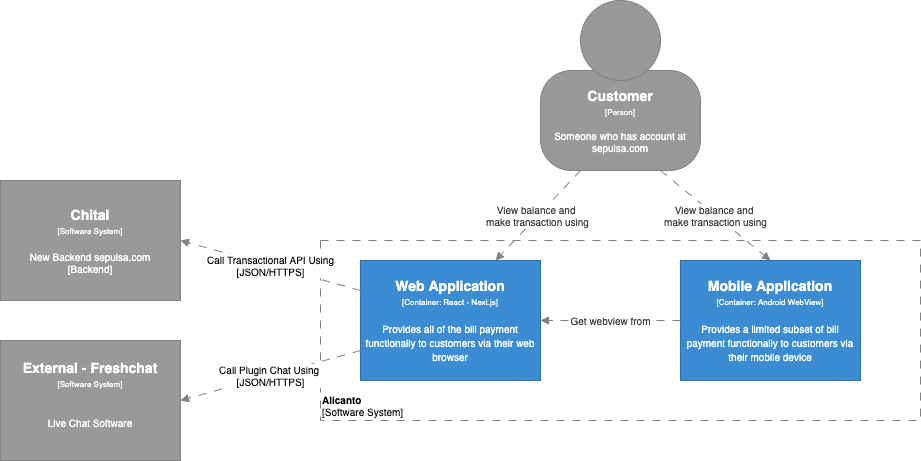 Customer
[Person]
Someone who has account at
sepulsa.com
View balance and
make transaction using
View balance and
make transaction using
Chital
[Software System]
New Backend sepulsa.com
[Backend]
Call Transactional API Using
[JSON/HTTPS]
Web Application
[Container: React - Next.js]
Provides all of the bill payment
functionally to customers via their web
browser
Get webview from
Mobile Application
[Container: Android WebView]
Provides a limited subset of bill
payment functionally to customers via
their mobile device
External - Freshchat
[Software System]
Live Chat Software
Call Plugin Chat Using
[JSON/HTTPS]
Alicanto
[Software System]